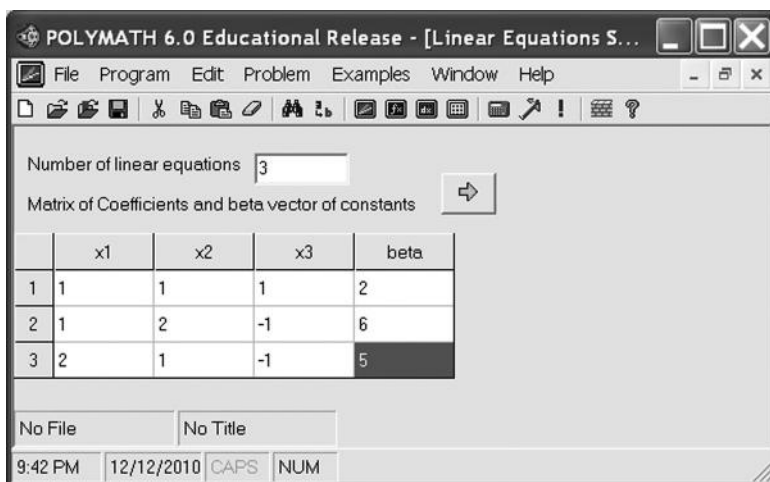 POLYMATH 6.0 Educational Release - [Linear Equations S...
File Program Edit Problem Examples Window Help
Number of linear equations 3
Matrix of Coefficients and beta vector of constants
x1 x2 x3 beta
1 1 1 1 2
2 1 2 -1 6
3 2 1 -1 5
No File No Title
9:42 PM 12/12/2010 CAPS NUM